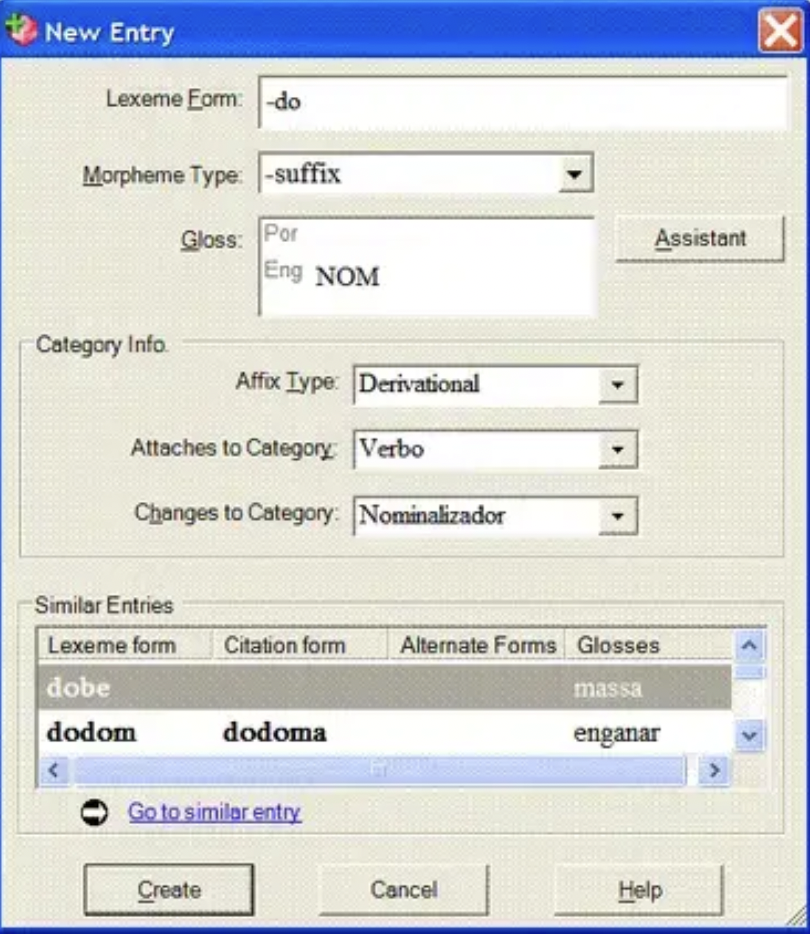 New Entry
Lexeme Form: -do
Morpheme Type: -suffix
Gloss: Por
Assistant
Eng NOM
Category Info.
Affix Type: Derivational
Attaches to Category: Verbo
Changes to Category: Nominalizador
Similar Entries
Lexeme form Citation form Alternate Forms Glosses
dobe massa
dodom dodoma enganar
Go to similar entry
Create Cancel Help